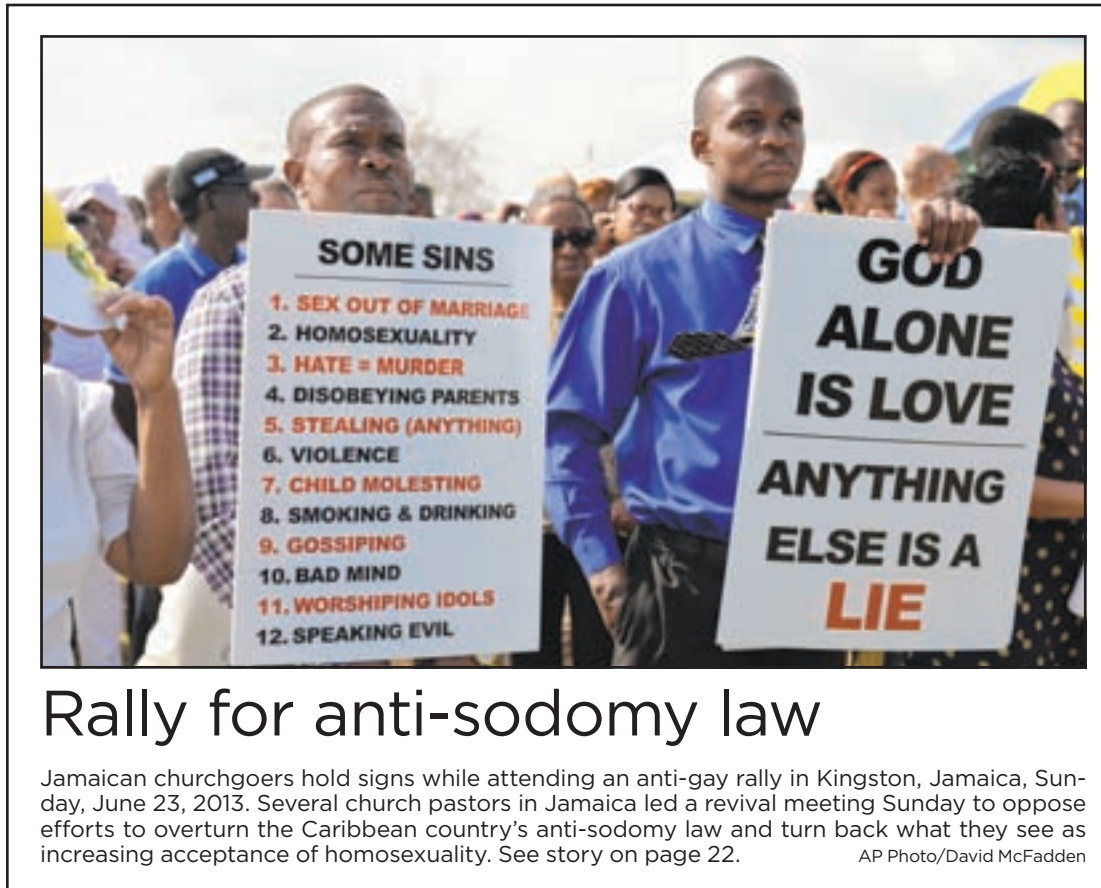 SOME SINS
1. SEX OUT OF MARRIAGE
2. HOMOSEXUALITY
3. HATE = MURDER
4. DISOBEYING PARENTS
5. STEALING (ANYTHING)
6. VIOLENCE
7. CHILD MOLESTING
8. SMOKING & DRINKING
9. GOSSIPING
10. BAD MIND
11. WORSHIPING IDOLS
12. SPEAKING EVIL
GOD
ALONE
IS LOVE
ANYTHING
ELSE IS A
LIE
Rally for anti-sodomy law
Jamaican churchgoers hold signs while attending an anti-gay rally in Kingston, Jamaica, Sun-
day, June 23, 2013. Several church pastors in Jamaica led a revival meeting Sunday to oppose
efforts to overturn the Caribbean country's anti-sodomy law and turn back what they see as
increasing acceptance of homosexuality. See story on page 22. AP Photo/David McFadden